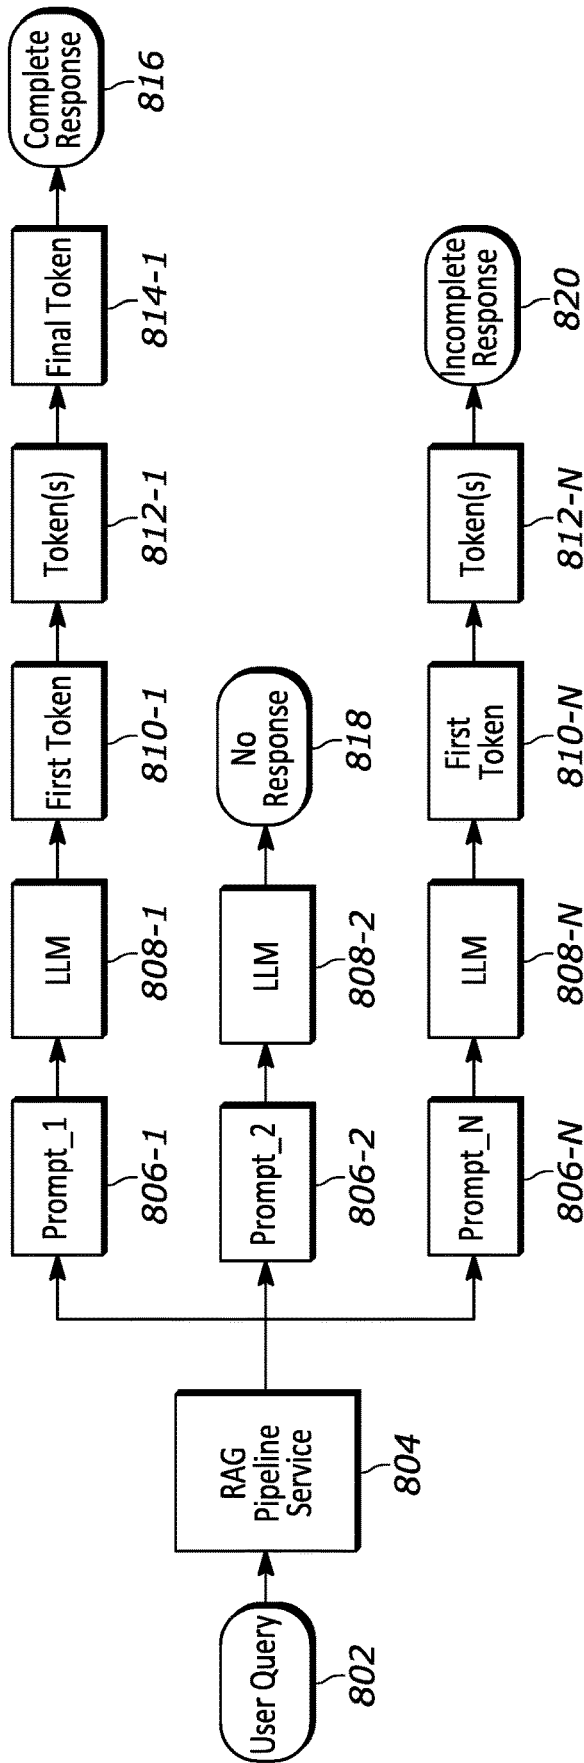 User Query
802
RAG
Pipeline
Service
804
Prompt_1
806-1
LLM
808-1
First Token
810-1
Token(s)
812-1
Final Token
814-1
Complete
Response
816
Prompt_2
806-2
LLM
808-2
No
Response
818
Prompt_N
806-N
LLM
808-N
First
Token
810-N
Token(s)
812-N
Incomplete
Response
820